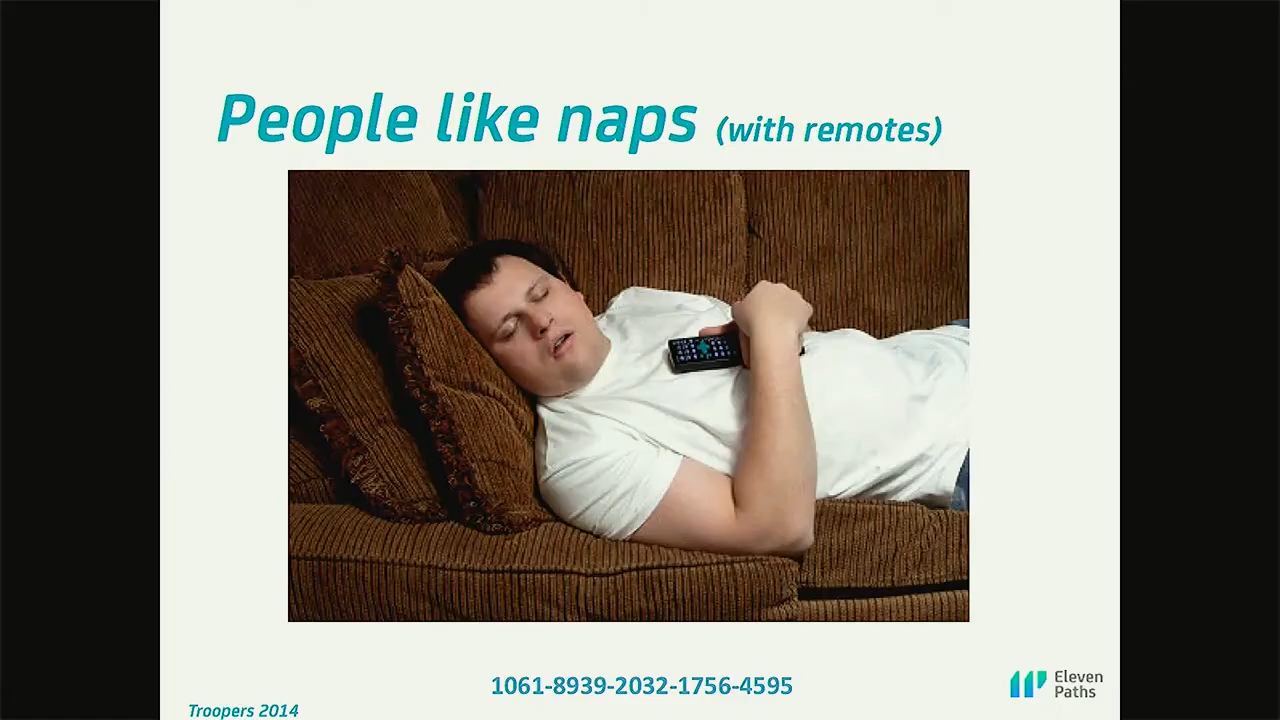 People like naps (with remotes)
1061-8939-2032-1756-4595
Eleven
Paths
Troopers 2014